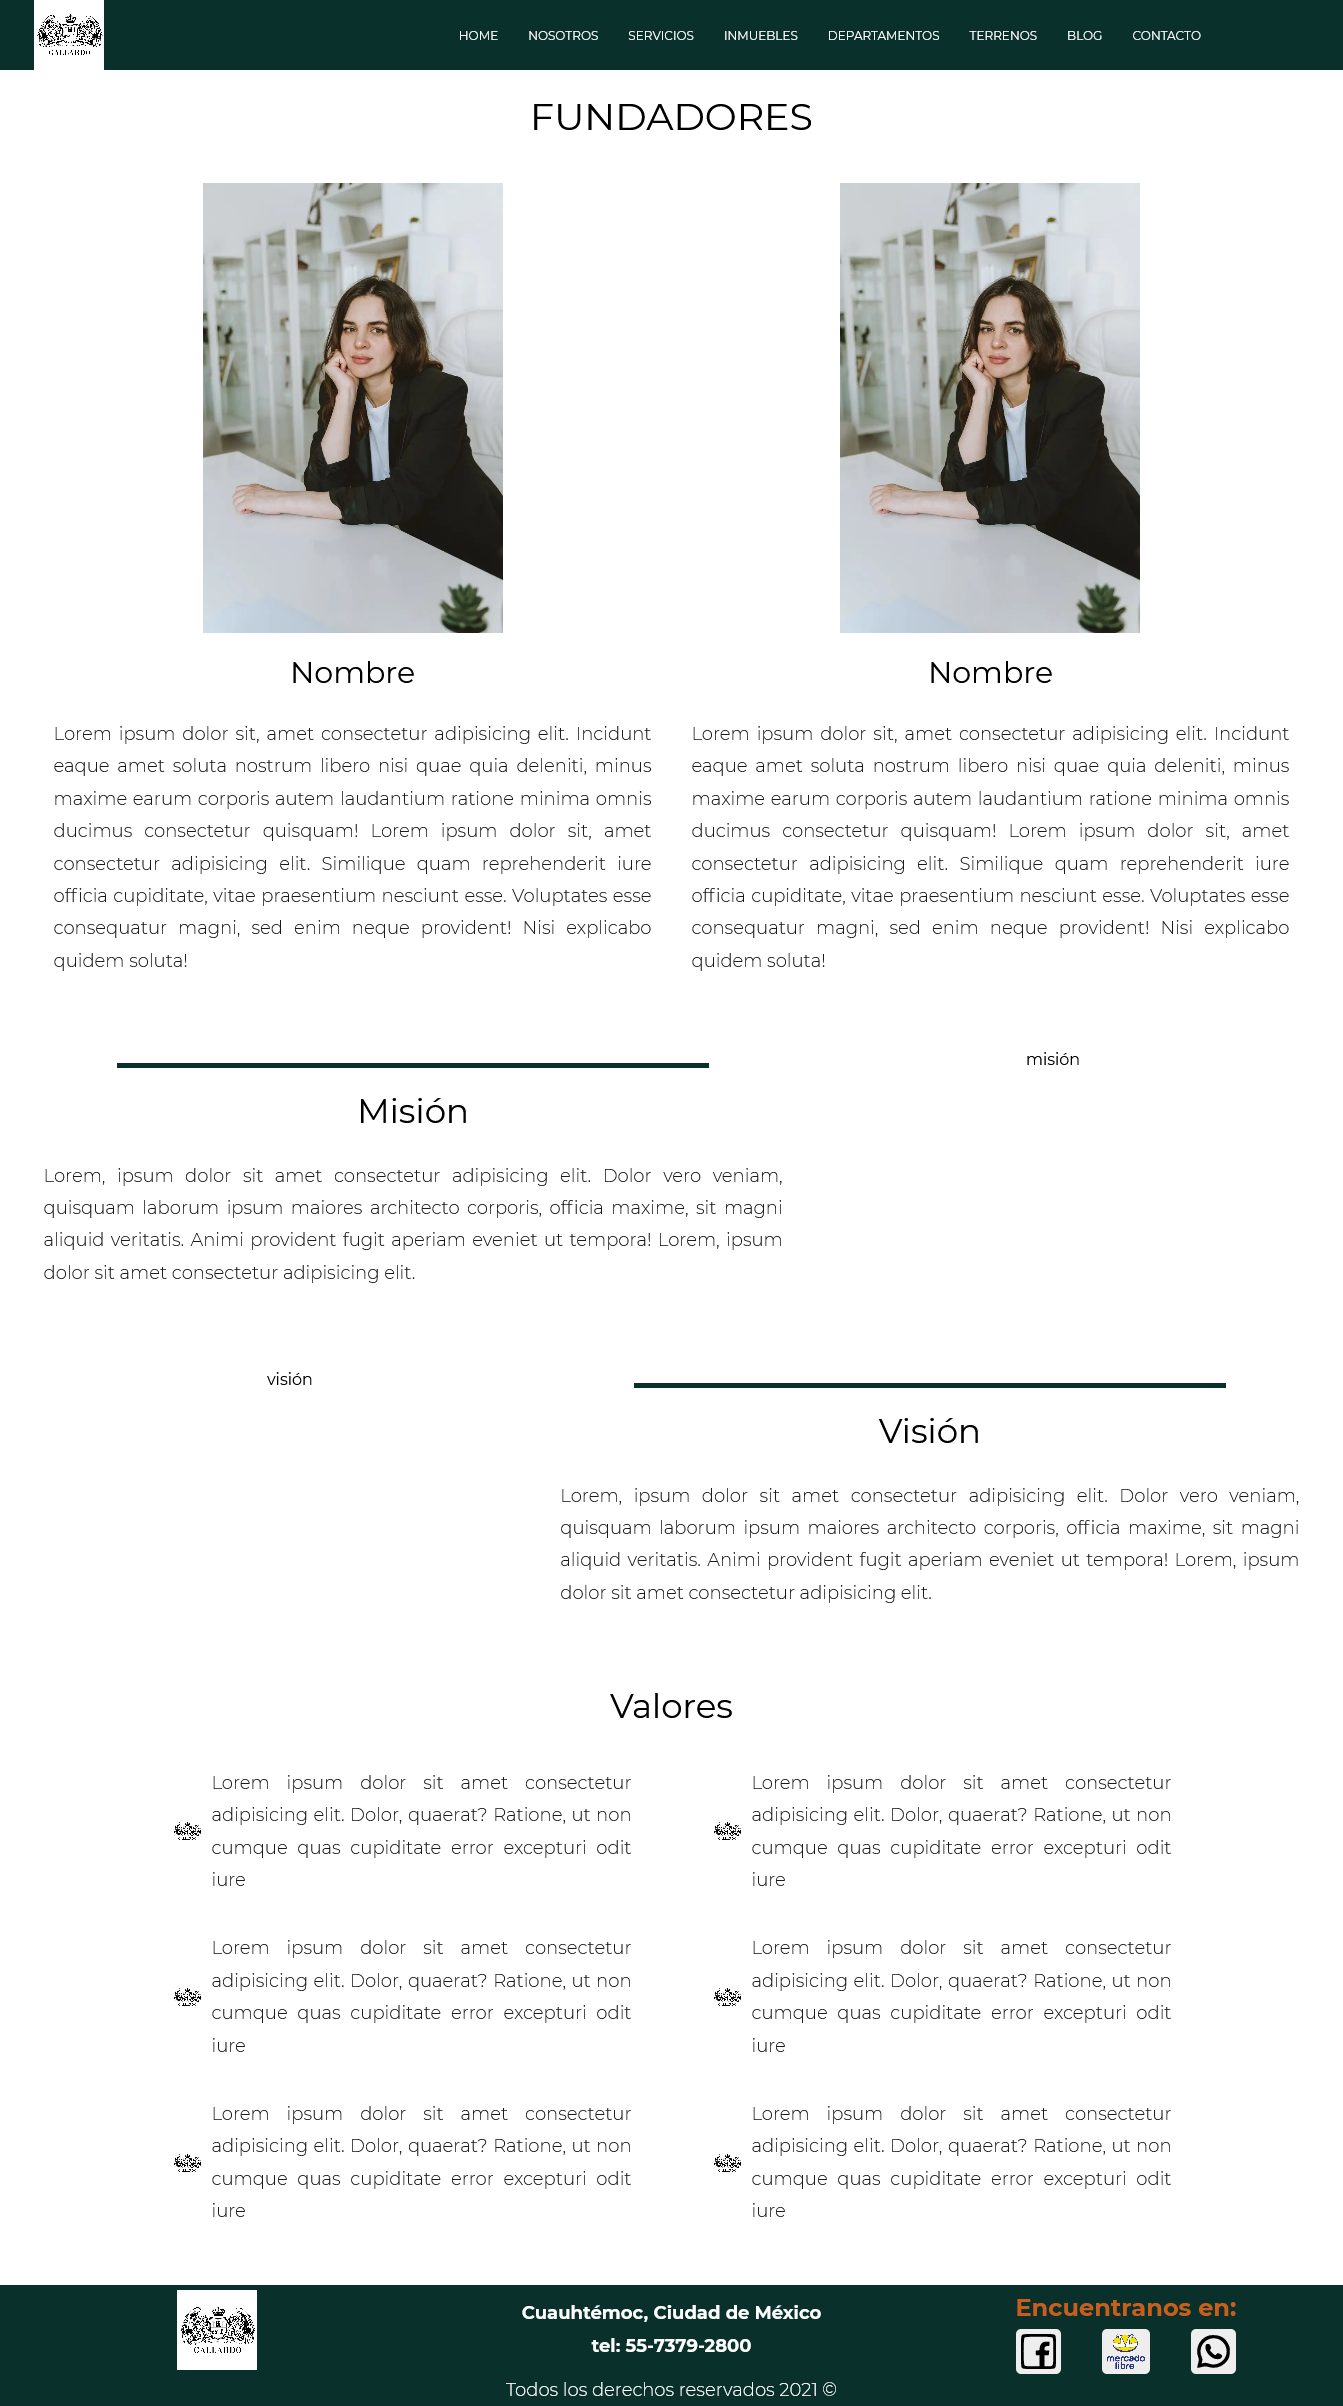 GALLARDO
HOME NOSOTROS SERVICIOS INMUEBLES DEPARTAMENTOS TERRENOS BLOG CONTACTO
FUNDADORES
Nombre
Lorem ipsum dolor sit, amet consectetur adipisicing elit. Incidunt
eaque amet soluta nostrum libero nisi quae quia deleniti, minus
maxime earum corporis autem laudantium ratione minima omnis
ducimus consectetur quisquam! Lorem ipsum dolor sit, amet
consectetur adipisicing elit. Similique quam reprehenderit iure
officia cupiditate, vitae praesentium nesciunt esse. Voluptates esse
consequatur magni, sed enim neque provident! Nisi explicabo
quidem soluta!
Nombre
Lorem ipsum dolor sit, amet consectetur adipisicing elit. Incidunt
eaque amet soluta nostrum libero nisi quae quia deleniti, minus
maxime earum corporis autem laudantium ratione minima omnis
ducimus consectetur quisquam! Lorem ipsum dolor sit, amet
consectetur adipisicing elit. Similique quam reprehenderit iure
officia cupiditate, vitae praesentium nesciunt esse. Voluptates esse
consequatur magni, sed enim neque provident! Nisi explicabo
quidem soluta!
Misión
Lorem, ipsum dolor sit amet consectetur adipisicing elit. Dolor vero veniam,
quisquam laborum ipsum maiores architecto corporis, officia maxime, sit magni
aliquid veritatis. Animi provident fugit aperiam eveniet ut tempora! Lorem, ipsum
dolor sit amet consectetur adipisicing elit.
misión
visión
Visión
Lorem, ipsum dolor sit amet consectetur adipisicing elit. Dolor vero veniam,
quisquam laborum ipsum maiores architecto corporis, officia maxime, sit magni
aliquid veritatis. Animi provident fugit aperiam eveniet ut tempora! Lorem, ipsum
dolor sit amet consectetur adipisicing elit.
Valores
Lorem ipsum dolor sit amet consectetur
adipisicing elit. Dolor, quaerat? Ratione, ut non
cumque quas cupiditate error excepturi odit
iure
Lorem ipsum dolor sit amet consectetur
adipisicing elit. Dolor, quaerat? Ratione, ut non
cumque quas cupiditate error excepturi odit
iure
Lorem ipsum dolor sit amet consectetur
adipisicing elit. Dolor, quaerat? Ratione, ut non
cumque quas cupiditate error excepturi odit
iure
Lorem ipsum dolor sit amet consectetur
adipisicing elit. Dolor, quaerat? Ratione, ut non
cumque quas cupiditate error excepturi odit
iure
Lorem ipsum dolor sit amet consectetur
adipisicing elit. Dolor, quaerat? Ratione, ut non
cumque quas cupiditate error excepturi odit
iure
Lorem ipsum dolor sit amet consectetur
adipisicing elit. Dolor, quaerat? Ratione, ut non
cumque quas cupiditate error excepturi odit
iure
GALLARDO
Cuauhtémoc, Ciudad de México
tel: 55-7379-2800
Todos los derechos reservados 2021 ©
Encuentranos en:
mercado
libre